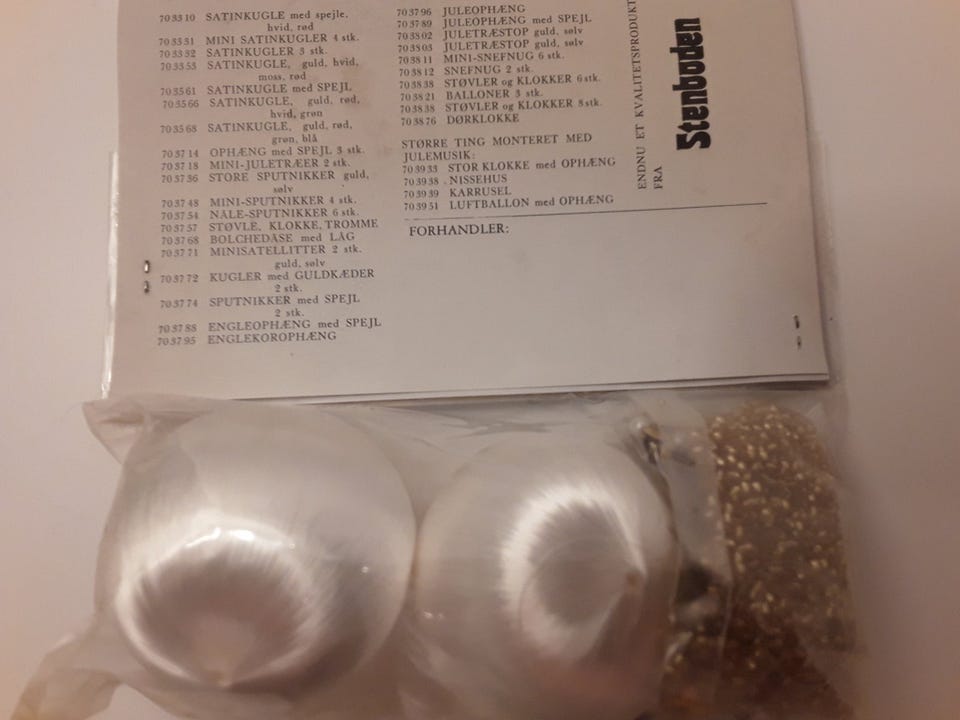 70 33 10 SATINKUGLE med spejle,
hvid, rød
70 33 31 MINI SATINKUGLER 4 stk.
70 33 32 SATINKUGLER 3 stk.
70 33 53 SATINKUGLE, guld, hvid,
moss, rød
70 35 61 SATINKUGLE med SPEJL
70 35 66 SATINKUGLE, guld, rød,
hvid, grøn
70 35 68 SATINKUGLE, guld, rød,
grøn, blå
70 37 14 OPHÆNG med SPEJL 3 stk.
70 37 18 MINI-JULETRÆER 2 stk.
70 37 36 STORE SPUTNIKKER guld,
sølv
70 37 48 MINI-SPUTNIKKER 4 stk.
70 37 54 NÅLE-SPUTNIKKER 6 stk.
70 37 57 STØVLE, KLOKKE, TROMME
70 37 68 BOLCHEDÅSE med LÅG
70 37 71 MINISATELLITTER 2 stk.
guld, sølv
70 37 72 KUGLER med GULDKÆDER
2 stk.
70 37 74 SPUTNIKKER med SPEJL
2 stk.
70 37 88 ENGLEOPHÆNG med SPEJL
70 37 95 ENGLEKOROPHÆNG
70 37 96 JULEOPHÆNG
70 37 89 JULEOPHÆNG med SPEJL
70 38 02 JULETRÆSTOP guld, sølv
70 38 03 JULETRÆSTOP guld, sølv
70 38 11 MINI-SNEFNUG 6 stk.
70 38 12 SNEFNUG 2 stk.
70 38 38 STØVLER og KLOKKER 6 stk.
70 38 21 BALLONER 3 stk.
70 38 38 STØVLER og KLOKKER 8 stk.
70 38 76 DØRKLOKKE
STØRRE TING MONTERET MED
JULEMUSIK:
70 39 33 STOR KLOKKE med OPHÆNG
70 39 38 NISSEHUS
70 39 39 KARRUSEL
70 39 51 LUFTBALLON med OPHÆNG
FORHANDLER:
ENDNU ET KVALITETSPRODUKT
FRA
Stenboden